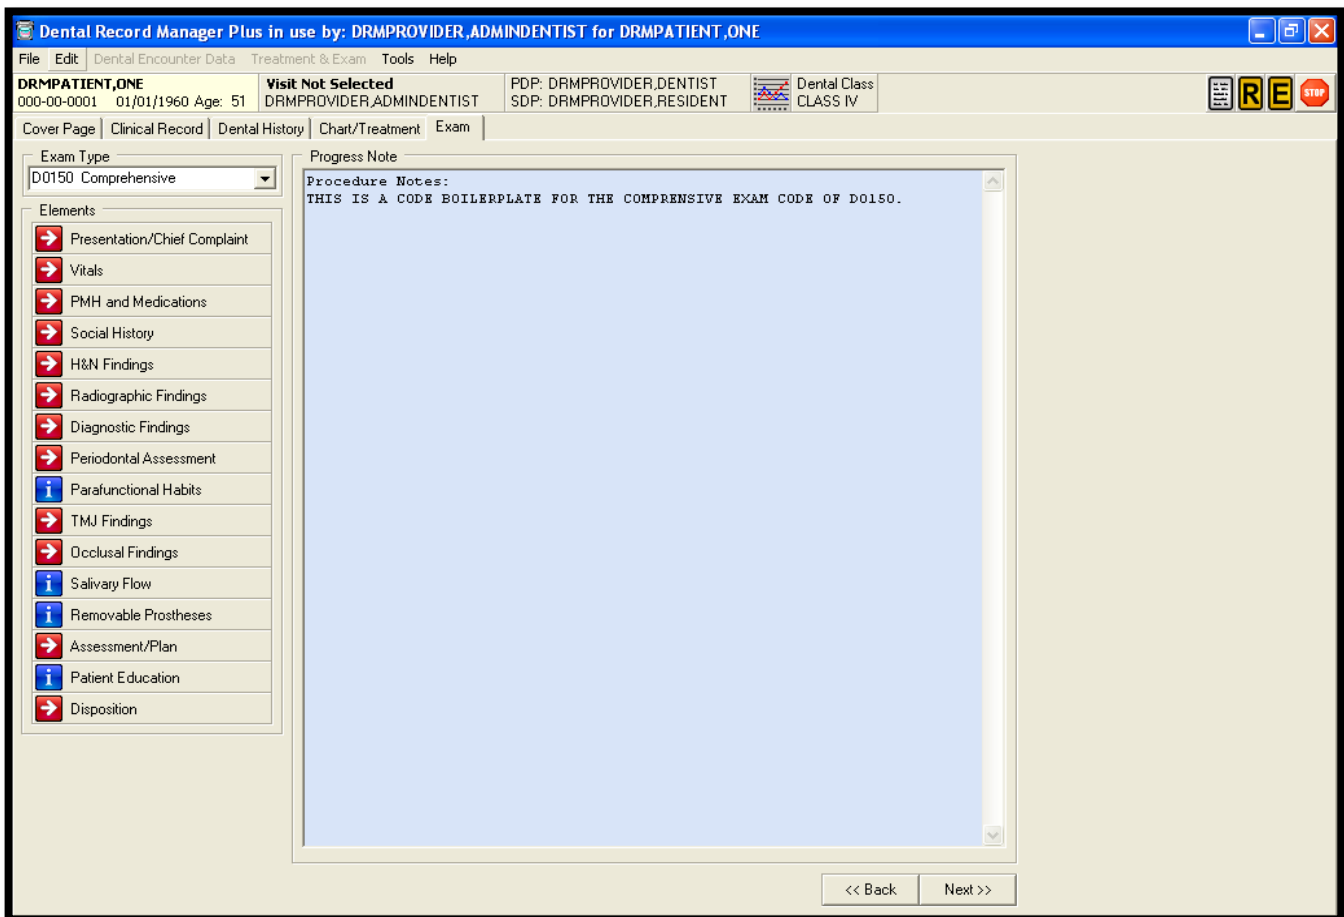 Dental Record Manager Plus in use by: DRMPROVIDER,ADMINDENTIST for DRMPATIENT,ONE
File Edit Dental Encounter Data Treatment & Exam Tools Help
DRMPATIENT,ONE Visit Not Selected PDP: DRMPROVIDER,DENTIST Dental Class
000-00-0001 01/01/1960 Age: 51 DRMPROVIDER,ADMINDENTIST SDP: DRMPROVIDER,RESIDENT CLASS IV
R E STOP
Cover Page Clinical Record Dental History Chart/Treatment Exam
Exam Type
D0150 Comprehensive
Elements
Presentation/Chief Complaint
Vitals
PMH and Medications
Social History
H&N Findings
Radiographic Findings
Diagnostic Findings
Periodontal Assessment
i Parafunctional Habits
TMJ Findings
Occlusal Findings
i Salivary Flow
i Removable Prostheses
Assessment/Plan
i Patient Education
Disposition
Progress Note
Procedure Notes:
THIS IS A CODE BOILERPLATE FOR THE COMPRENSIVE EXAM CODE OF D0150.
<< Back Next >>